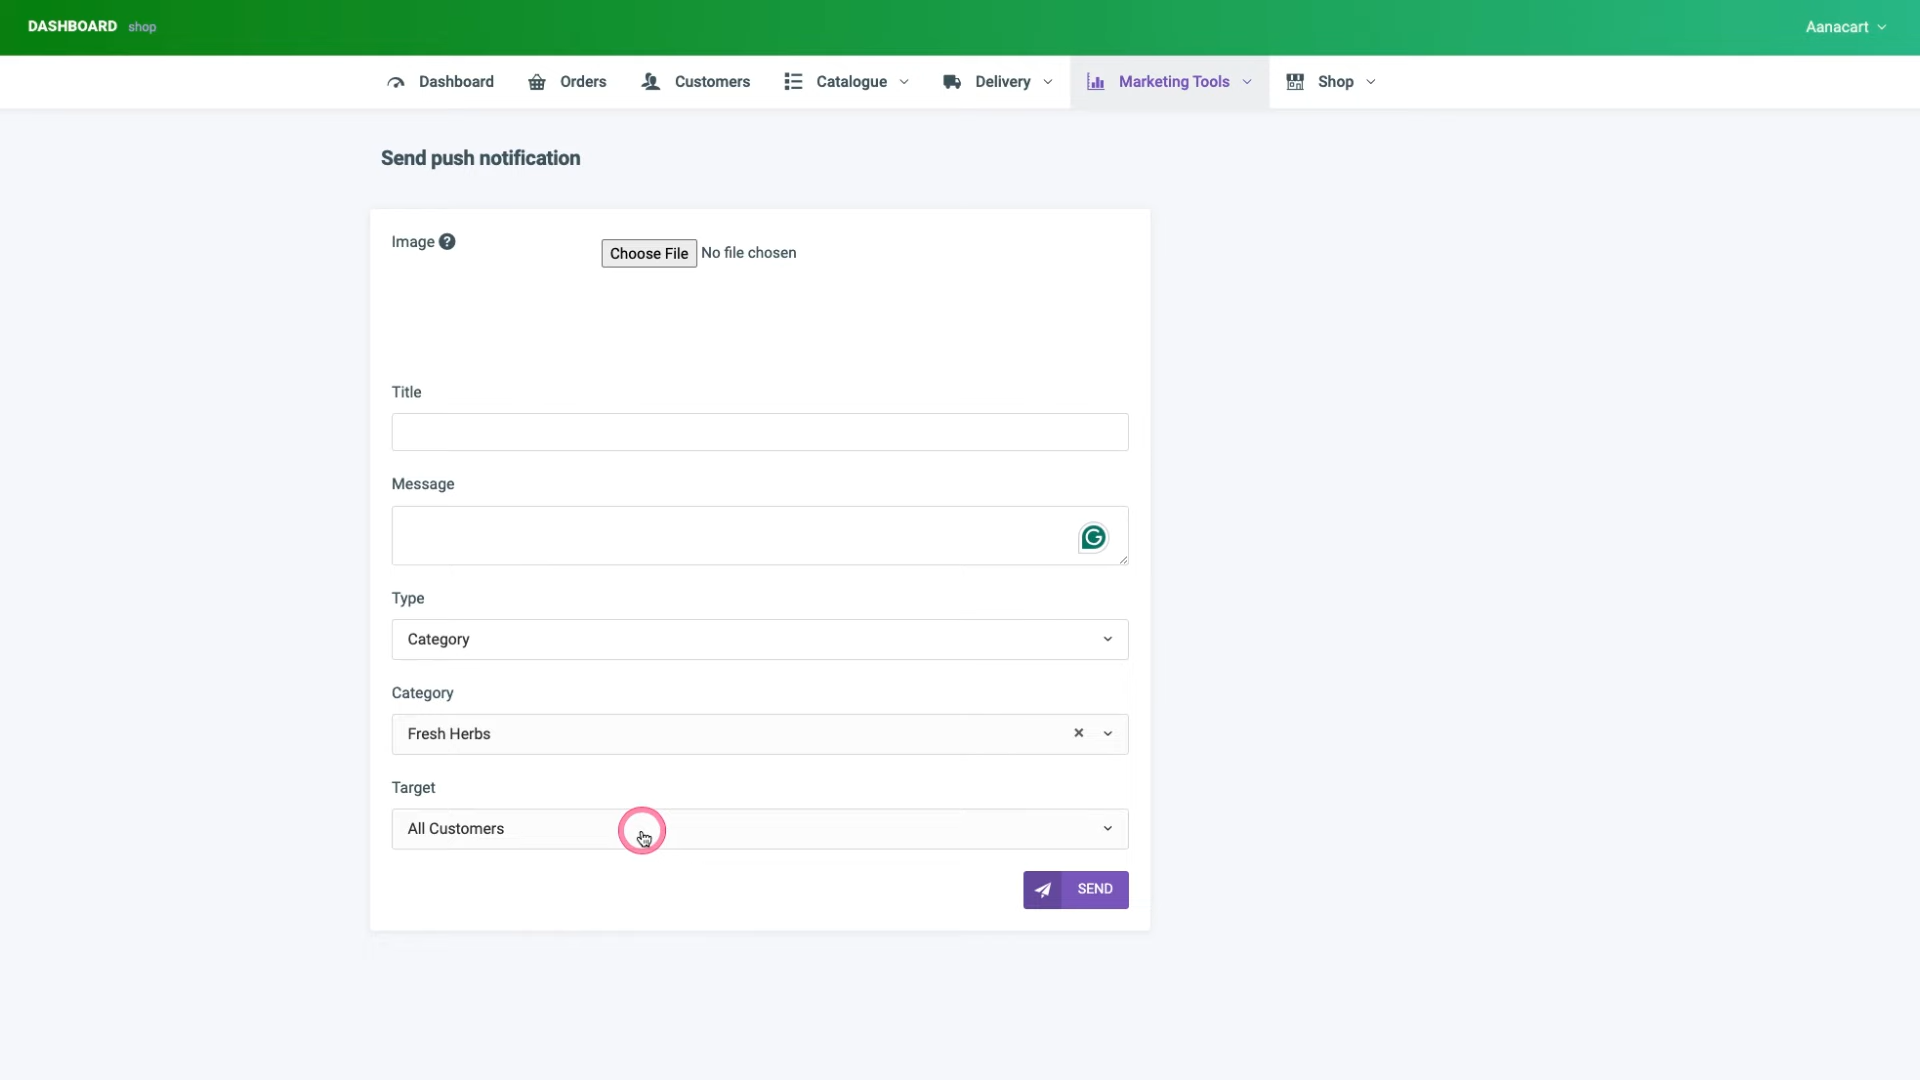 DASHBOARD shop
Aanacart
Dashboard Orders Customers Catalogue Delivery Marketing Tools Shop
Send push notification
Image ?
Choose File No file chosen
Title
Message
G
Type
Category
Category
Fresh Herbs ×
Target
All Customers
SEND